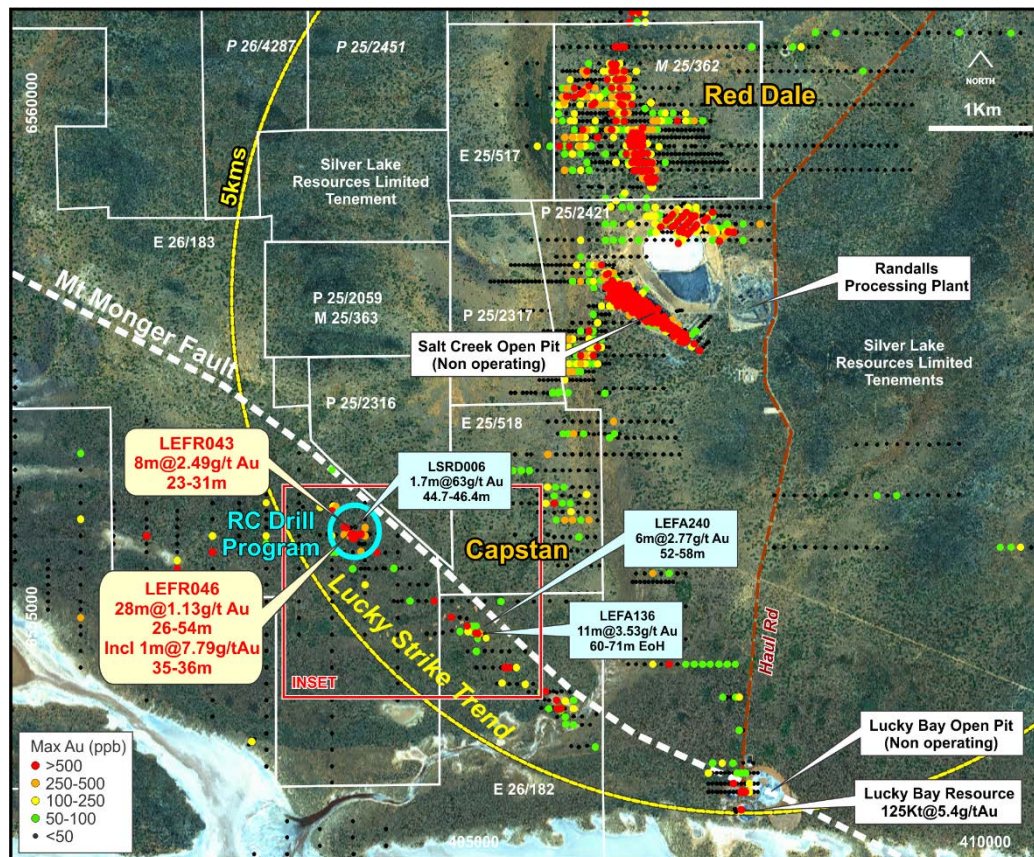 P 26/4287
P 25/2451
M 25/362
NORTH
1Km
Red Dale
6560000
5kms
Silver Lake
Resources Limited
Tenement
E 25/517
P 25/2421
E 26/183
Randalls
Processing Plant
P 25/2059
M 25/363
P 25/2317
Mt Monger Fault
Salt Creek Open Pit
(Non operating)
Silver Lake
Resources Limited
Tenements
P 25/2316
E 25/518
LEFR043
8m@2.49g/t Au
23-31m
LSRD006
1.7m@63g/t Au
44.7-46.4m
RC Drill
Program
Capstan
LEFA240
6m@2.77g/t Au
52-58m
LEFR046
28m@1.13g/t Au
26-54m
Incl 1m@7.79g/tAu
35-36m
LEFA136
11m@3.53g/t Au
60-71m EoH
Lucky Strike Trend
Haul Rd
INSET
Lucky Bay Open Pit
(Non operating)
Max Au (ppb)
>500
250-500
100-250
50-100
<50
E 26/182
Lucky Bay Resource
125Kt@5.4g/tAu
405000
410000